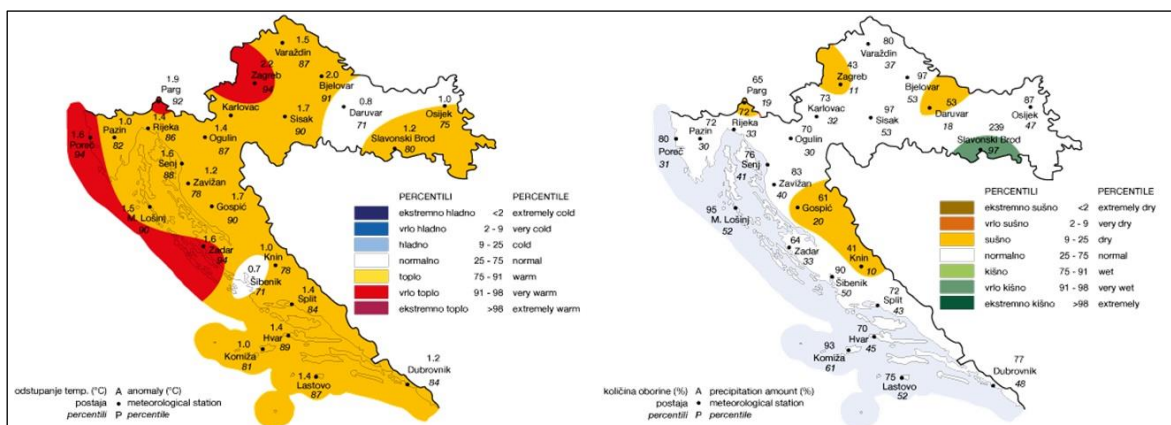 1.5
Varaždin
87
2.2
Zagreb
94
2.0
Bjelovar
91
1.9
Parg
92
Karlovac
1.7
Sisak
90
0.8
Daruvar
71
1.0
Osijek
75
1.2
Slavonski Brod
80
1.6
Poreč
94
1.0
Pazin
82
1.4
Rijeka
86
1.4
Ogulin
87
1.6
Senj
88
1.2
Zavižan
78
1.7
Gospić
90
1.5
M. Lošinj
90
1.6
Zadar
94
1.0
Knin
78
0.7
Šibenik
71
1.4
Split
84
1.4
Hvar
89
1.0
Komiža
81
1.4
Lastovo
87
1.2
Dubrovnik
84
PERCENTILI PERCENTILE
ekstremno hladno <2 extremely cold
vrlo hladno 2 - 9 very cold
hladno 9 - 25 cold
normalno 25 - 75 normal
toplo 75 - 91 warm
vrlo toplo 91 - 98 very warm
ekstremno toplo >98 extremely warm
odstupanje temp. (°C) A anomaly (°C)
postaja meteorological station
percentili P percentile
80
Varaždin
37
43
Zagreb
11
97
Bjelovar
53
65
Parg
19
73
Karlovac
32
97
Sisak
53
53
Daruvar
18
87
Osijek
47
239
Slavonski Brod
97
80
Poreč
31
72
Pazin
30
72
Rijeka
33
70
Ogulin
30
76
Senj
41
83
Zavižan
40
61
Gospić
20
95
M. Lošinj
52
64
Zadar
33
41
Knin
10
90
Šibenik
50
72
Split
43
70
Hvar
45
93
Komiža
61
75
Lastovo
52
77
Dubrovnik
48
PERCENTILI PERCENTILE
ekstremno sušno <2 extremely dry
vrlo sušno 2 - 9 very dry
sušno 9 - 25 dry
normalno 25 - 75 normal
kišno 75 - 91 wet
vrlo kišno 91 - 98 very wet
ekstremno kišno >98 extremely
količina oborine (%) A precipitation amount (%)
postaja meteorological station
percentili P percentile